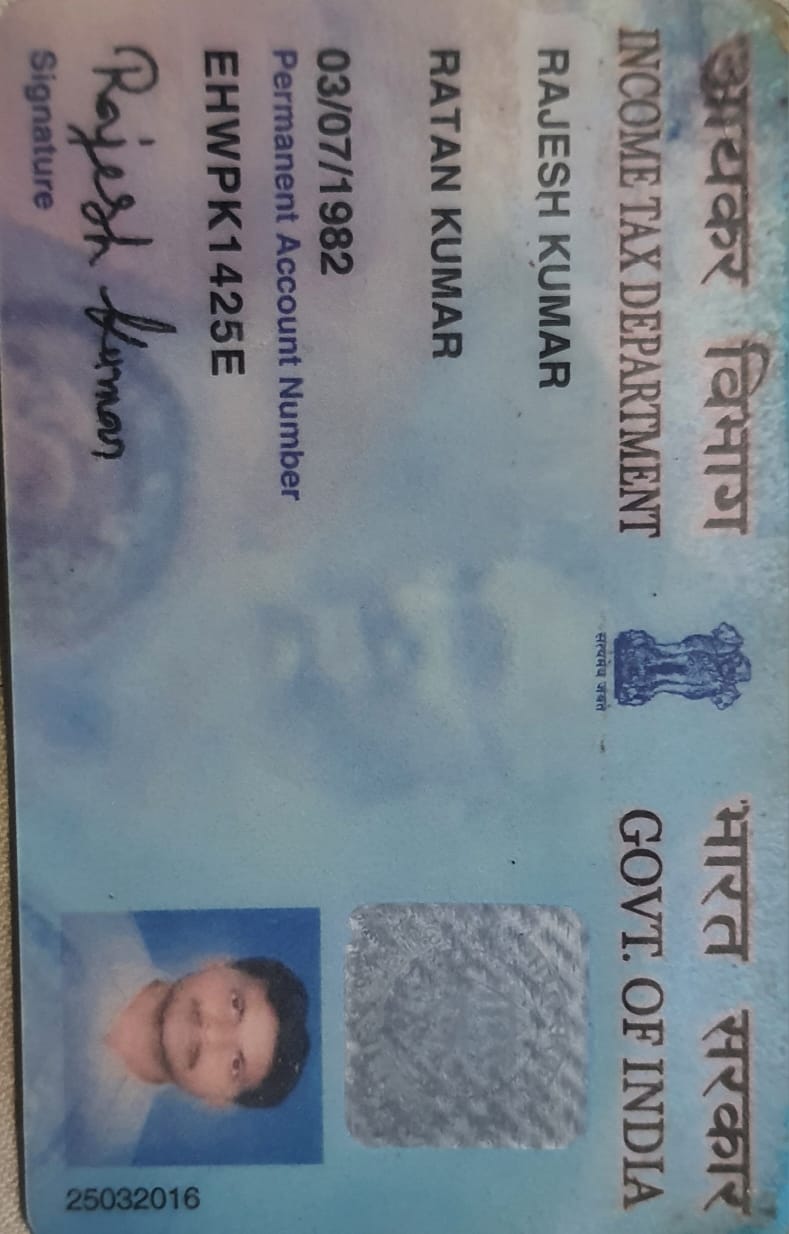 आयकर विभाग
INCOME TAX DEPARTMENT
सत्यमेव जयते
भारत सरकार
GOVT. OF INDIA
RAJESH KUMAR
RATAN KUMAR
03/07/1982
Permanent Account Number
EHWPK1425E
Rajesh Kumar
Signature
25032016